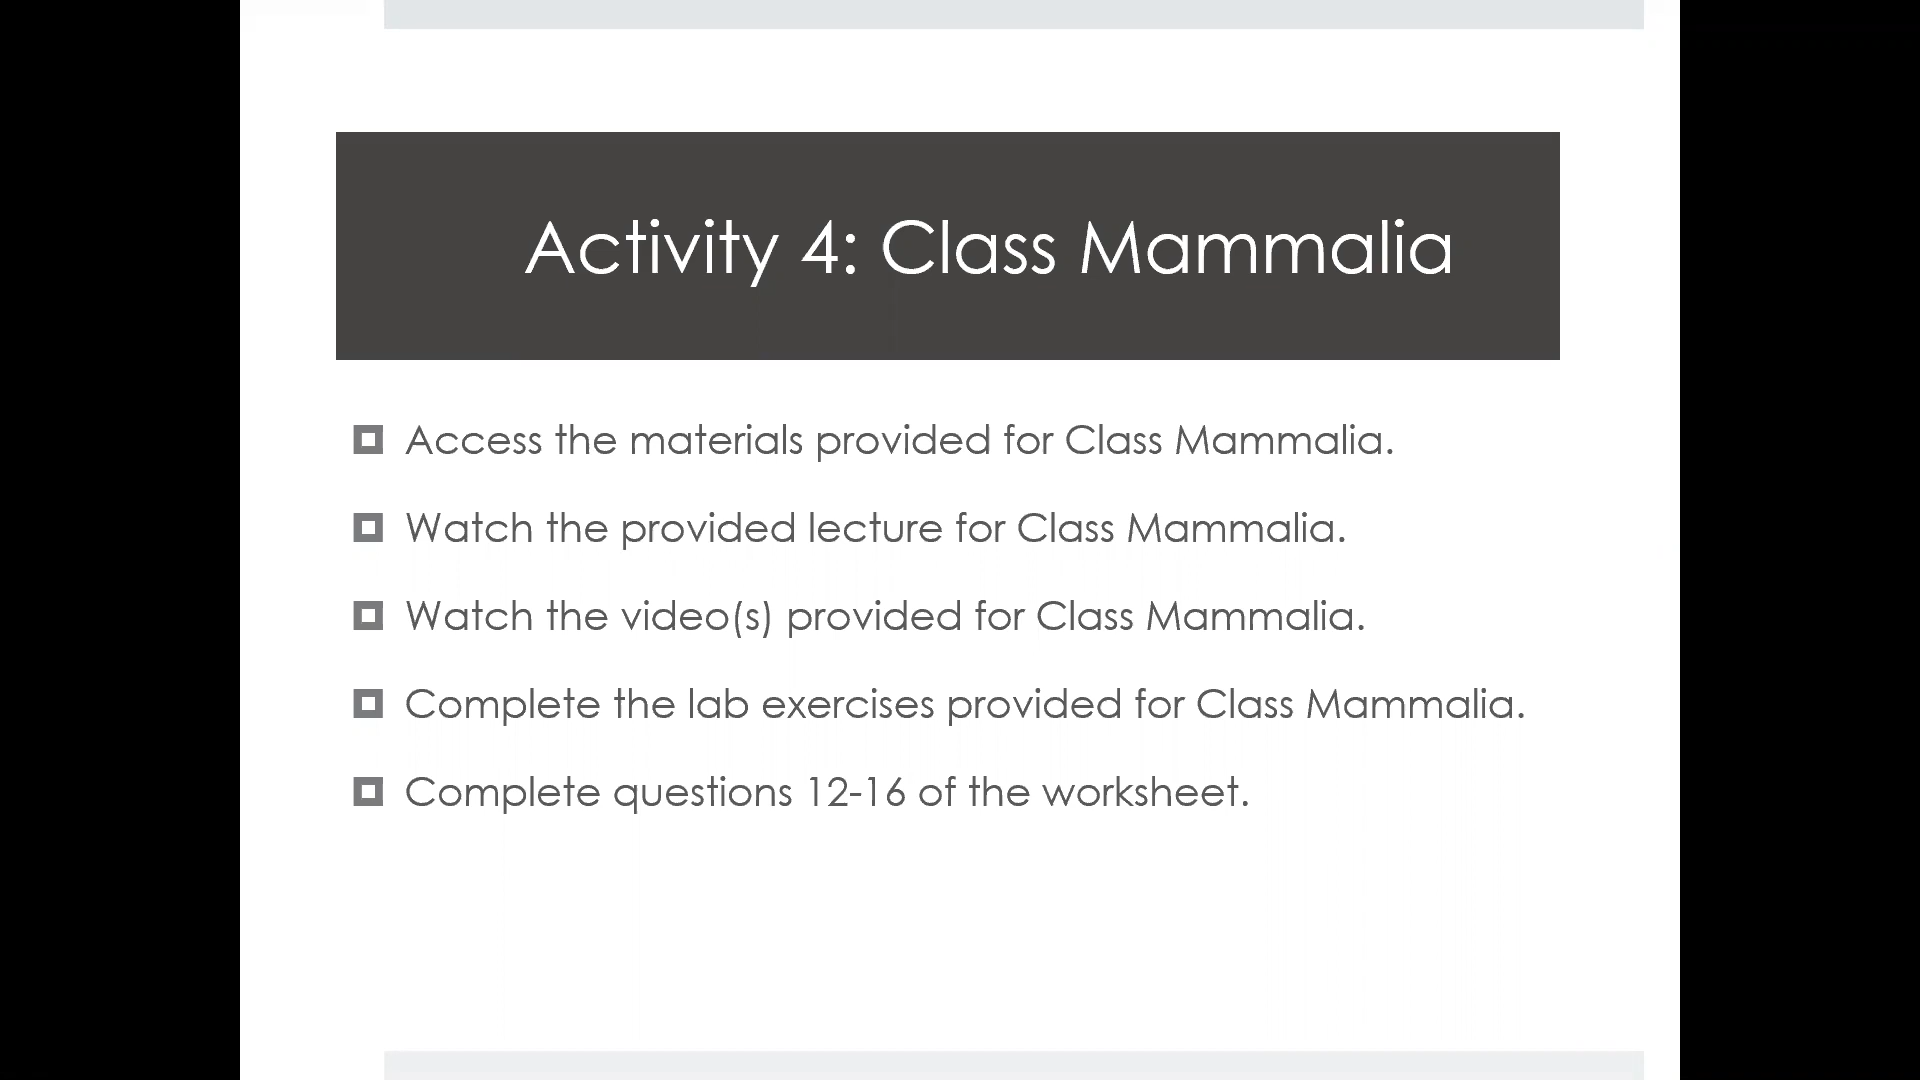 Activity 4: Class Mammalia
Access the materials provided for Class Mammalia.
Watch the provided lecture for Class Mammalia.
Watch the video(s) provided for Class Mammalia.
Complete the lab exercises provided for Class Mammalia.
Complete questions 12-16 of the worksheet.